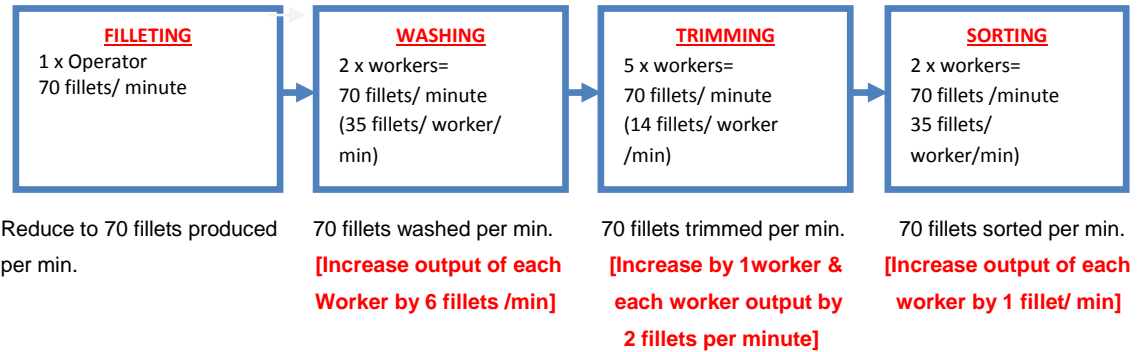 FILLETING
1 x Operator
70 fillets/ minute
WASHING
2 x workers=
70 fillets/ minute
(35 fillets/ worker/
min)
TRIMMING
5 x workers=
70 fillets/ minute
(14 fillets/ worker
/min)
SORTING
2 x workers=
70 fillets /minute
35 fillets/
worker/min)
Reduce to 70 fillets produced
per min.
70 fillets washed per min.
[Increase output of each
Worker by 6 fillets /min]
70 fillets trimmed per min.
[Increase by 1worker &
each worker output by
2 fillets per minute]
70 fillets sorted per min.
[Increase output of each
worker by 1 fillet/ min]